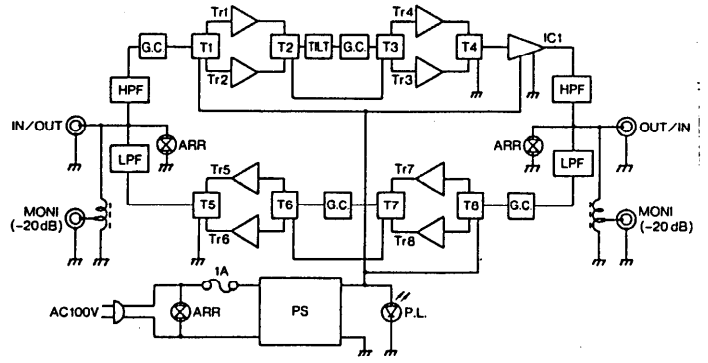 Tr1
Tr4
G.C
T1
T2
TILT
G.C.
T3
T4
IC1
Tr2
Tr3
HPF
HPF
IN/OUT
ARR
ARR
OUT/IN
LPF
LPF
Tr5
Tr7
T5
T6
G.C.
T7
T8
G.C.
MONI
(-20dB)
Tr6
Tr8
MONI
(-20dB)
1A
AC100V
ARR
PS
P.L.